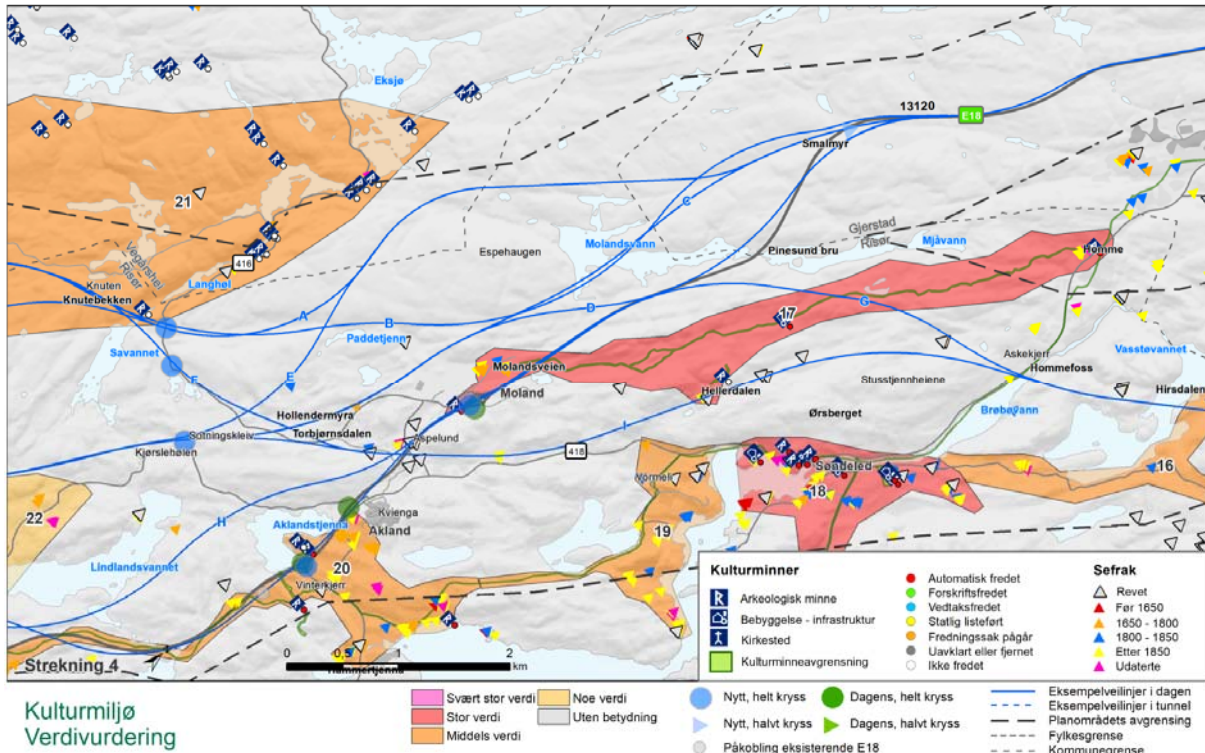 Eksjø
13120
E18
Smalmyr
21
C
Espehaugen
Molandsvann
Gjerstad
Risør
Mjåvann
Pinesund bru
Hømme
Vegårshei
Risør
416
Knuten
Langhøl
Knutebekken
A
B
D
G
17
Paddetjenn
Savannet
Vasstøvannet
Askekjerr
Hommefoss
E
F
Molandsveien
Moland
Hellerdalen
Stusstjennheiene
Hirsdalen
Brøbøvann
Hollendermyra
Torbjørnsdalen
Ørsberget
I
Gotningskleiv
Aspelund
418
Kjørslehølen
Søndeled
16
Vormeli
18
22
H
Kvienga
Aklandstjenna
Akland
19
Lindlandsvannet
20
Vinterkjerr
Strekning 4
0 0,5 1 2
km
Hammertjenna
Kulturminner
Arkeologisk minne
Bebyggelse - infrastruktur
Kirkested
Kulturminneavgrensning
Automatisk fredet
Forskriftsfredet
Vedtaksfredet
Statlig listeført
Fredningssak pågår
Uavklart eller fjernet
Ikke fredet
Sefrak
Revet
Før 1650
1650 - 1800
1800 - 1850
Etter 1850
Udaterte
Kulturmiljø
Verdivurdering
Svært stor verdi
Stor verdi
Middels verdi
Noe verdi
Uten betydning
Nytt, helt kryss
Nytt, halvt kryss
Påkobling eksisterende E18
Dagens, helt kryss
Dagens, halvt kryss
Eksempelveilinjer i dagen
Eksempelveilinjer i tunnel
Planområdets avgrensing
Fylkesgrense
Kommunegrense